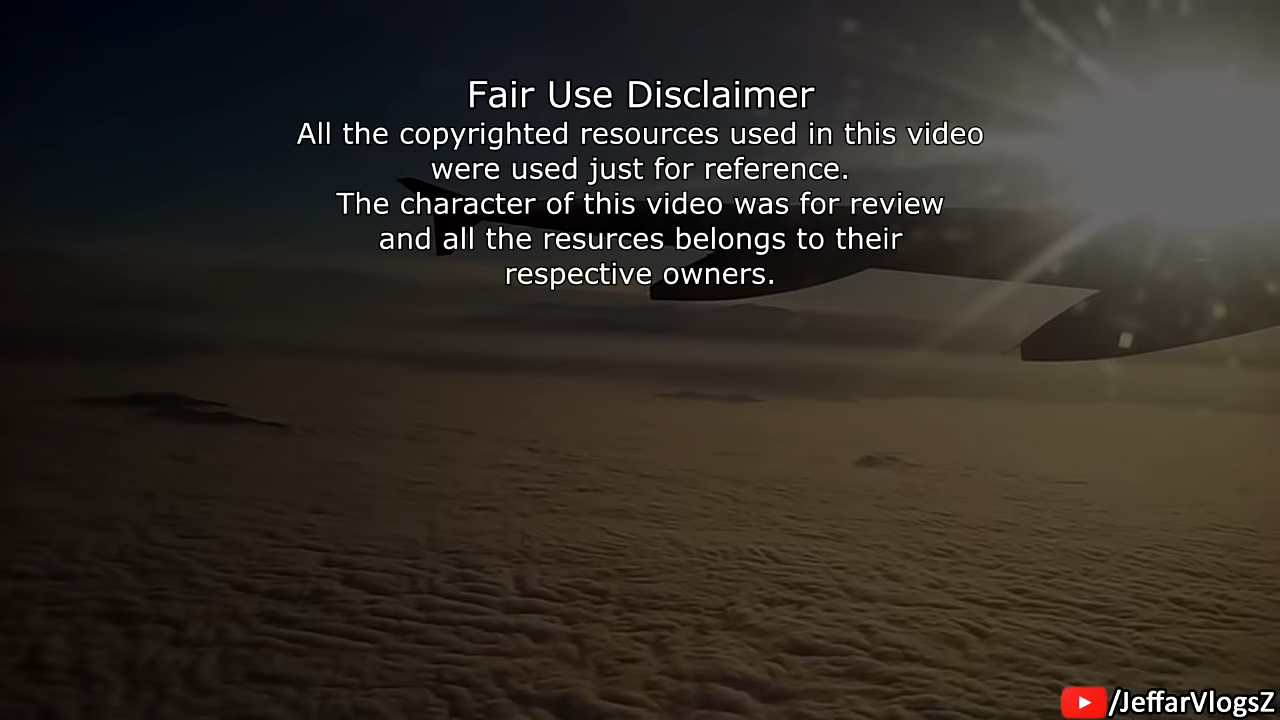 Fair Use Disclaimer
All the copyrighted resources used in this video
were used just for reference.
The character of this video was for review
and all the resurces belongs to their
respective owners.
/JeffarVlogsZ